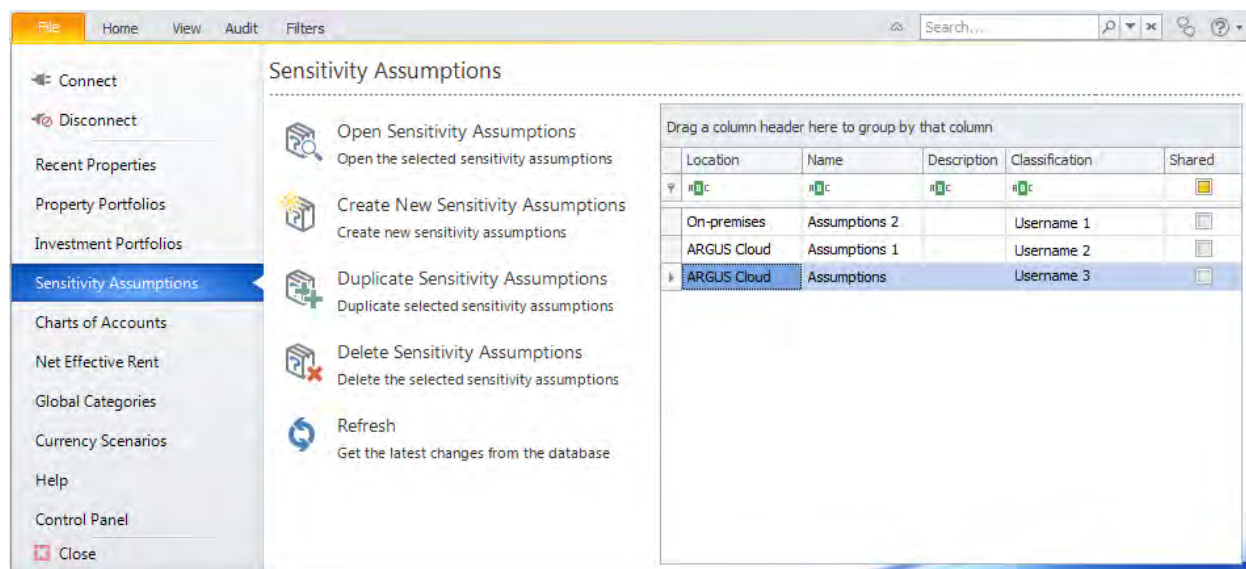 File Home View Audit Filters Search...
Connect
Disconnect
Recent Properties
Property Portfolios
Investment Portfolios
Sensitivity Assumptions
Charts of Accounts
Net Effective Rent
Global Categories
Currency Scenarios
Help
Control Panel
Close
Sensitivity Assumptions
Open Sensitivity Assumptions
Open the selected sensitivity assumptions
Create New Sensitivity Assumptions
Create new sensitivity assumptions
Duplicate Sensitivity Assumptions
Duplicate selected sensitivity assumptions
Delete Sensitivity Assumptions
Delete the selected sensitivity assumptions
Refresh
Get the latest changes from the database
Drag a column header here to group by that column
Location Name Description Classification Shared
ABC ABC ABC ABC
On-premises Assumptions 2 Username 1
ARGUS Cloud Assumptions 1 Username 2
ARGUS Cloud Assumptions Username 3